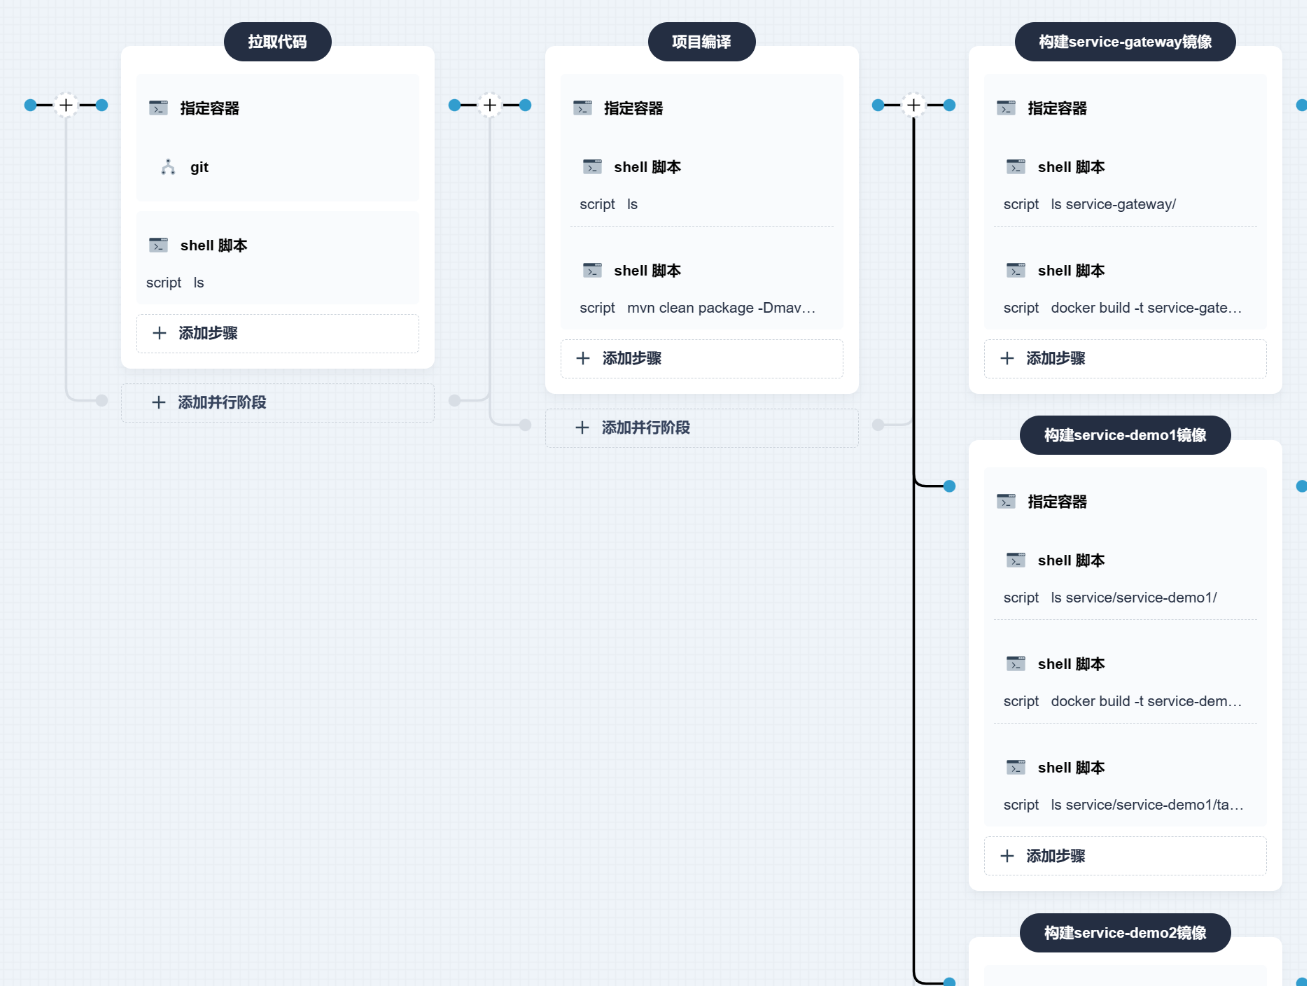 拉取代码
指定容器
git
shell 脚本
script ls
添加步骤
添加并行阶段
项目编译
指定容器
shell 脚本
script ls
shell 脚本
script mvn clean package -Dmav…
添加步骤
添加并行阶段
构建service-gateway镜像
指定容器
shell 脚本
script ls service-gateway/
shell 脚本
script docker build -t service-gate…
添加步骤
构建service-demo1镜像
指定容器
shell 脚本
script ls service/service-demo1/
shell 脚本
script docker build -t service-dem…
shell 脚本
script ls service/service-demo1/ta…
添加步骤
构建service-demo2镜像